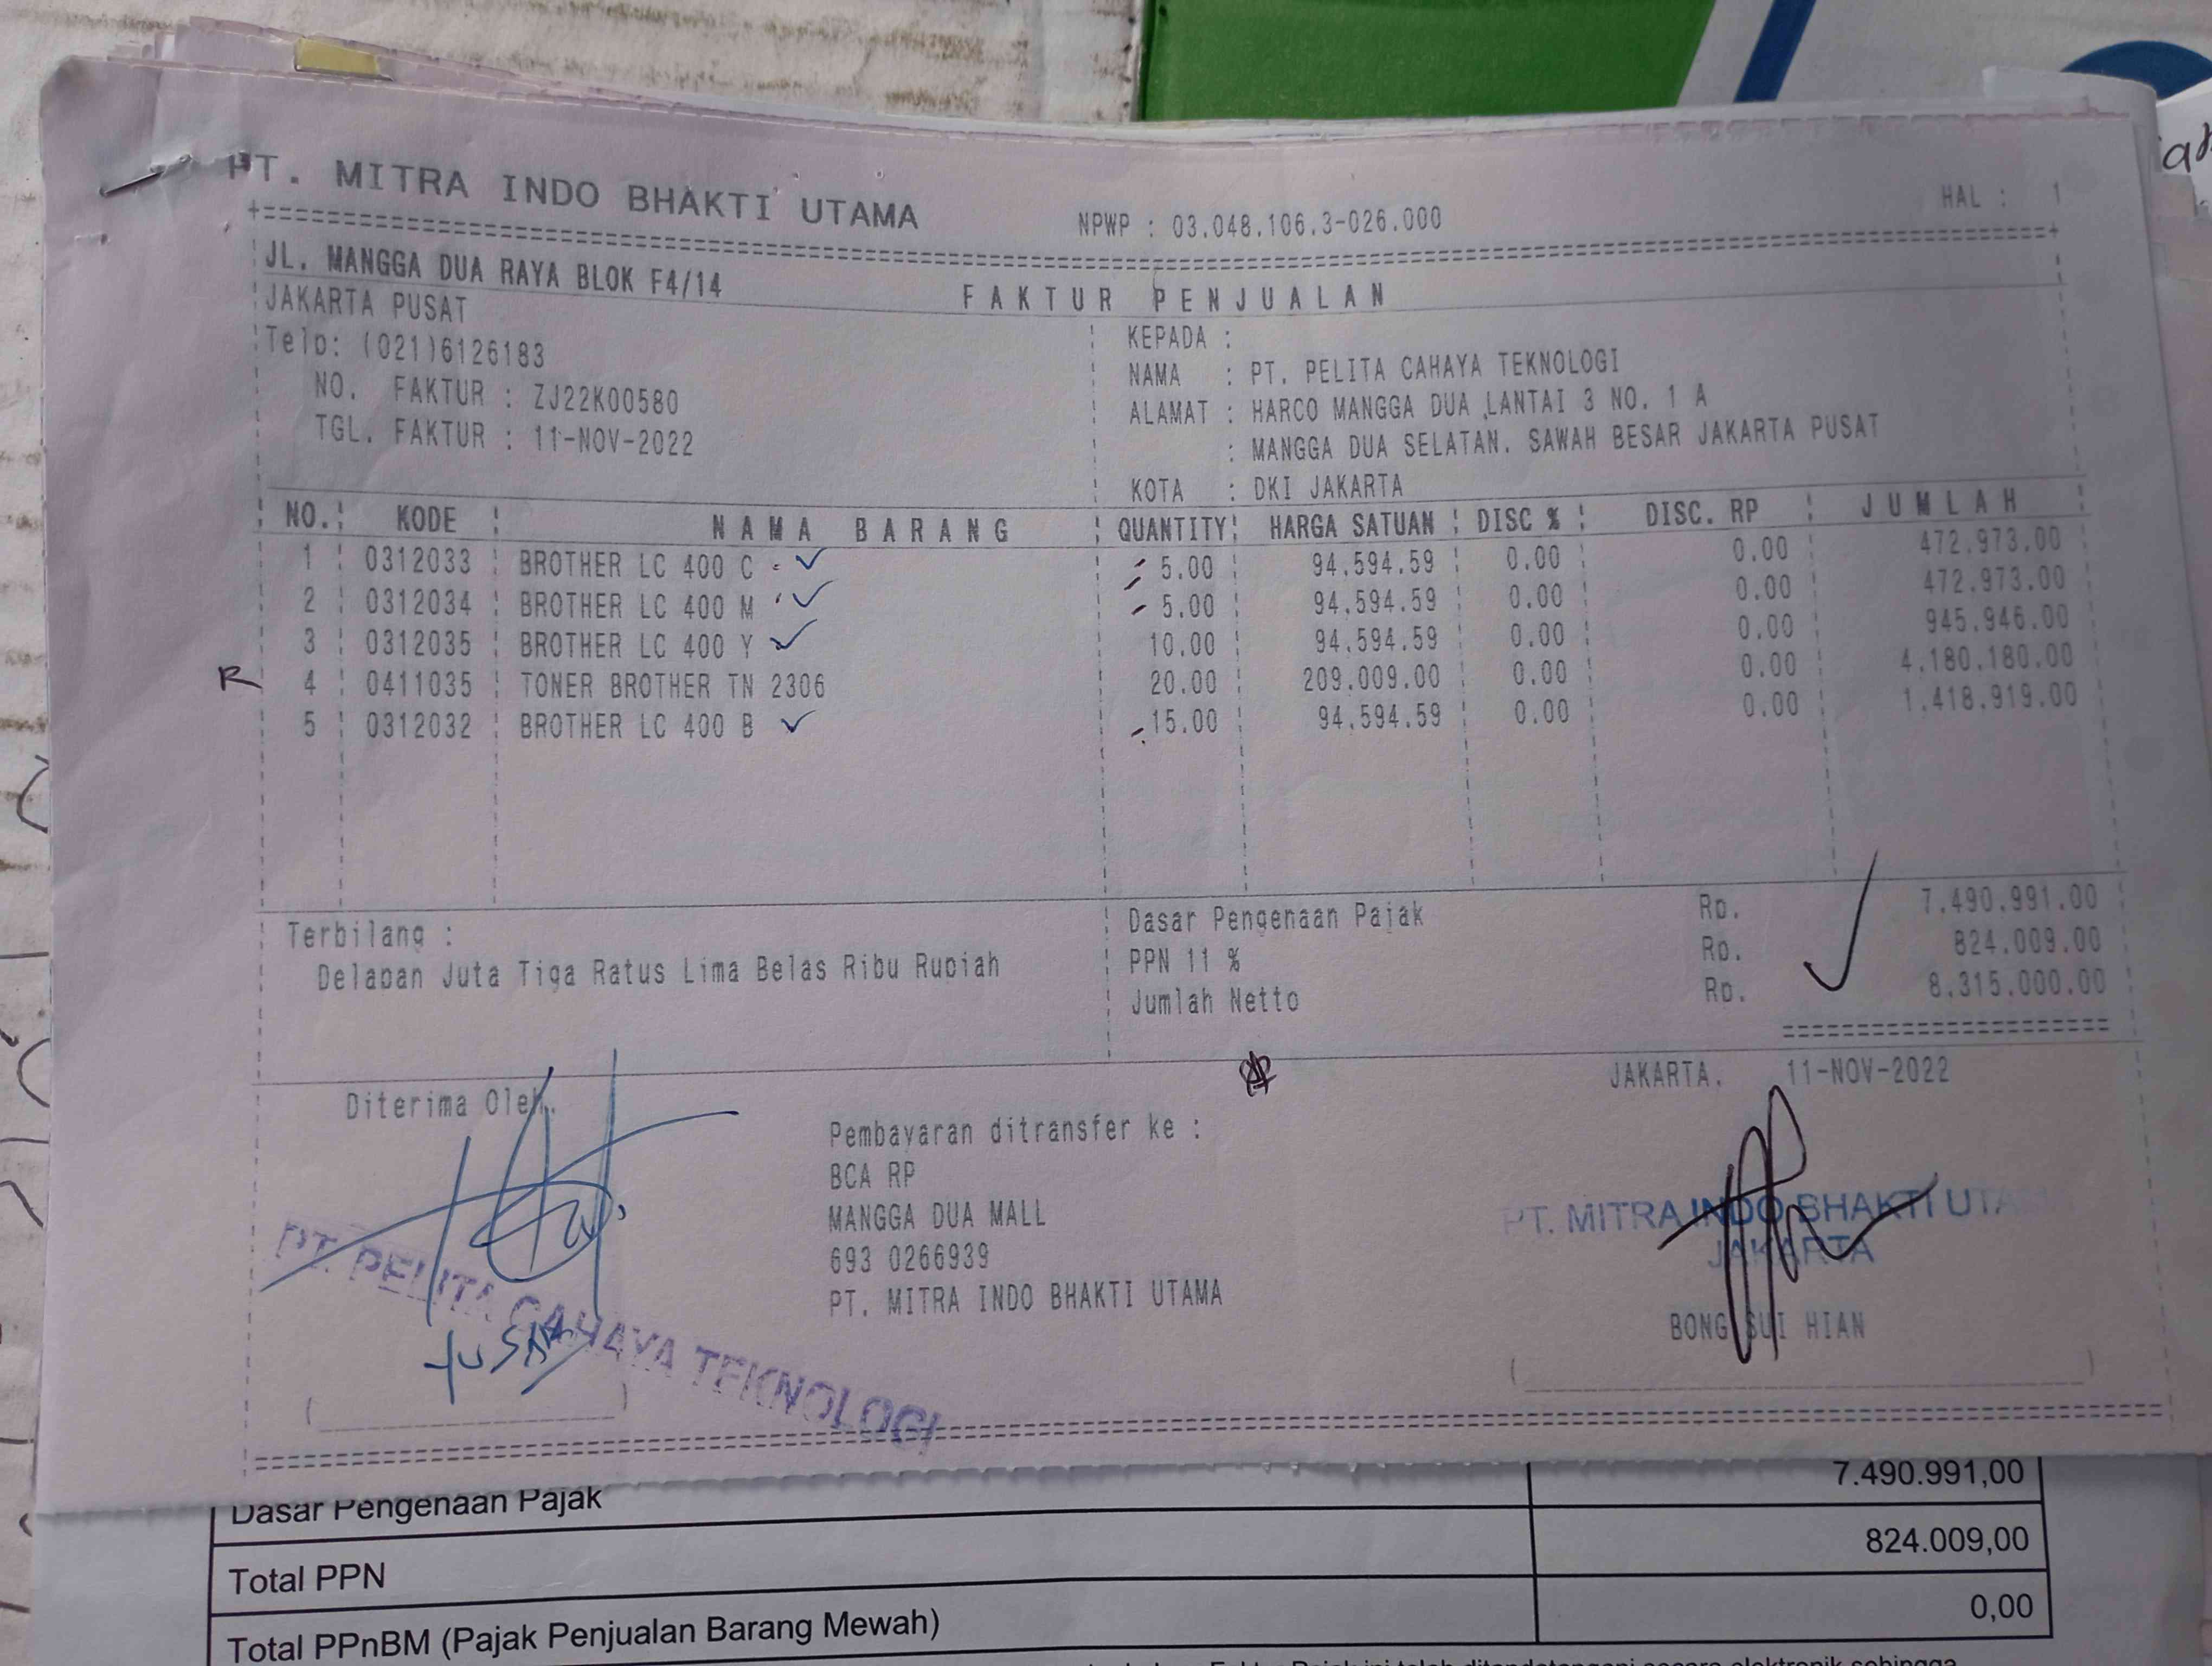 PT. MITRA INDO BHAKTI UTAMA NPWP : 03.048.106.3-026.000 HAL : 1
JL. MANGGA DUA RAYA BLOK F4/14
FAKTUR PENJUALAN
JAKARTA PUSAT
Telp: (021)6126183
NO. FAKTUR : ZJ22K00580
TGL. FAKTUR : 11-NOV-2022
KEPADA :
NAMA : PT. PELITA CAHAYA TEKNOLOGI
ALAMAT : HARCO MANGGA DUA LANTAI 3 NO. 1 A
: MANGGA DUA SELATAN. SAWAH BESAR JAKARTA PUSAT
KOTA : DKI JAKARTA
NO. KODE NAMA BARANG QUANTITY HARGA SATUAN DISC % DISC. RP JUMLAH
1 0312033 BROTHER LC 400 C 5.00 94.594.59 0.00 0.00 472.973.00
2 0312034 BROTHER LC 400 M 5.00 94.594.59 0.00 0.00 472.973.00
3 0312035 BROTHER LC 400 Y 10.00 94.594.59 0.00 0.00 945.946.00
R 4 0411035 TONER BROTHER TN 2306 20.00 209.009.00 0.00 0.00 4.180.180.00
5 0312032 BROTHER LC 400 B 15.00 94.594.59 0.00 0.00 1.418.919.00
Terbilang :
Delapan Juta Tiga Ratus Lima Belas Ribu Rupiah
Dasar Pengenaan Pajak Rp. 7.490.991.00
PPN 11 % Rp. 824.009.00
Jumlah Netto Rp. 8.315.000.00
Diterima Oleh.
PT. PELITA CAHAYA TEKNOLOGI
Pembayaran ditransfer ke :
BCA RP
MANGGA DUA MALL
693 0266939
PT. MITRA INDO BHAKTI UTAMA
JAKARTA. 11-NOV-2022
PT. MITRA INDO BHAKTI UTA
JAKARTA
BONG SUI HIAN
Dasar Pengenaan Pajak 7.490.991,00
Total PPN 824.009,00
Total PPnBM (Pajak Penjualan Barang Mewah) 0,00